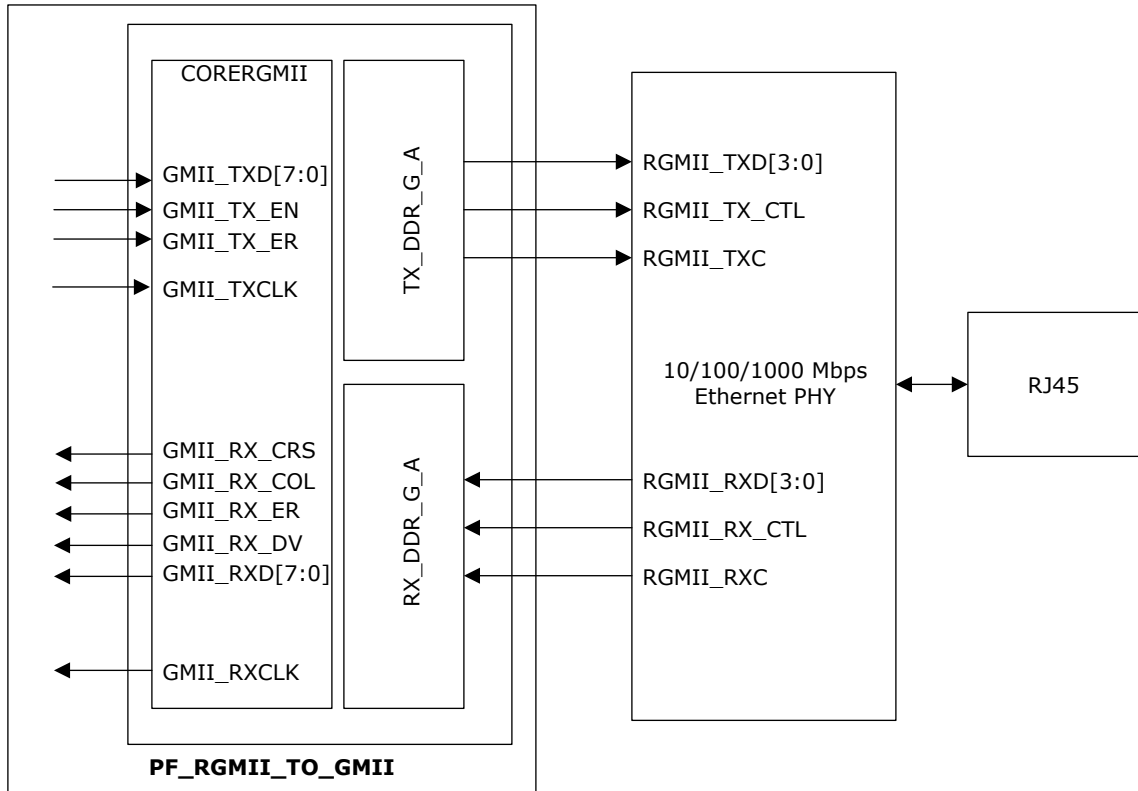 CORERGMII
GMII_TXD[7:0]
GMII_TX_EN
GMII_TX_ER
GMII_TXCLK
GMII_RX_CRS
GMII_RX_COL
GMII_RX_ER
GMII_RX_DV
GMII_RXD[7:0]
GMII_RXCLK
TX_DDR_G_A
RX_DDR_G_A
PF_RGMII_TO_GMII
RGMII_TXD[3:0]
RGMII_TX_CTL
RGMII_TXC
10/100/1000 Mbps
Ethernet PHY
RGMII_RXD[3:0]
RGMII_RX_CTL
RGMII_RXC
RJ45